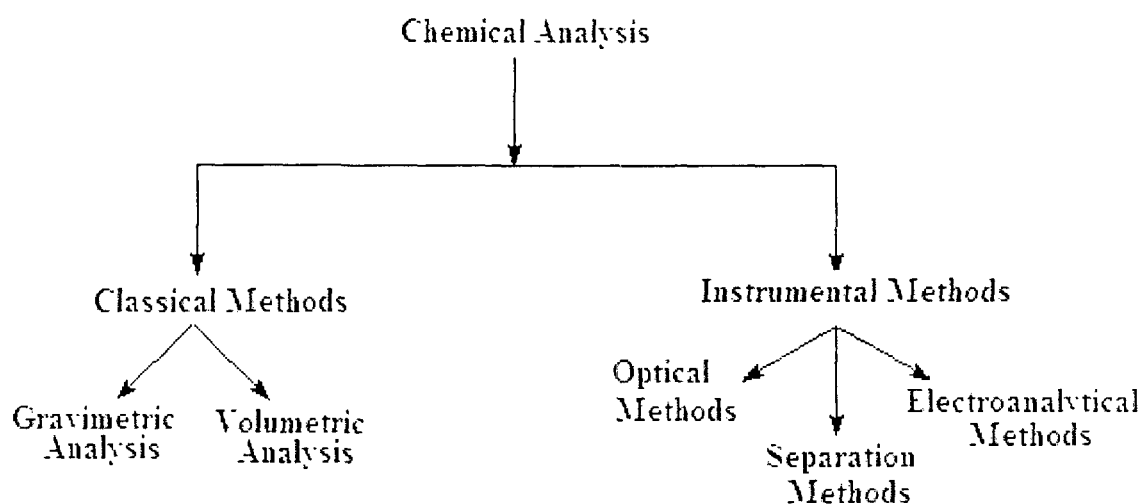 Chemical Analysis
Classical Methods
Instrumental Methods
Gravimetric
Analysis
Volumetric
Analysis
Optical
Methods
Separation
Methods
Electroanalytical
Methods